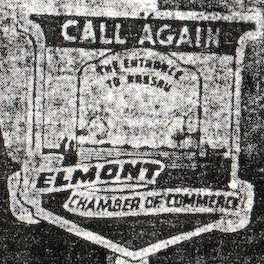 CALL AGAIN
THE ENTRANCE
TO NASSAU
ELMONT
CHAMBER OF COMMERCE